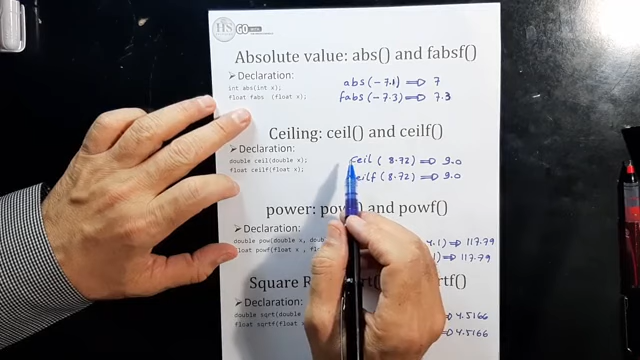 HS
GO
Absolute value: abs() and fabsf()
➢ Declaration:
int abs(int x);
float fabs (float x);
abs(-7.1) ⇒ 7
fabs(-7.3) ⇒ 7.3
Ceiling: ceil() and ceilf()
➢ Declaration:
double ceil(double x);
float ceilf(float x);
ceil ( 8.72) ⇒ 9.0
ceilf (8.72) ⇒ 9.0
power: pow() and powf()
➢ Declaration:
double pow(double x,
float powf(float x ,
.1) ⇒ 117.79
.1) ⇒ 117.79
Square
➢ Declaration:
double sqrt(double
float sqrtf(float
⇒ 4.5166
⇒ 4.5166